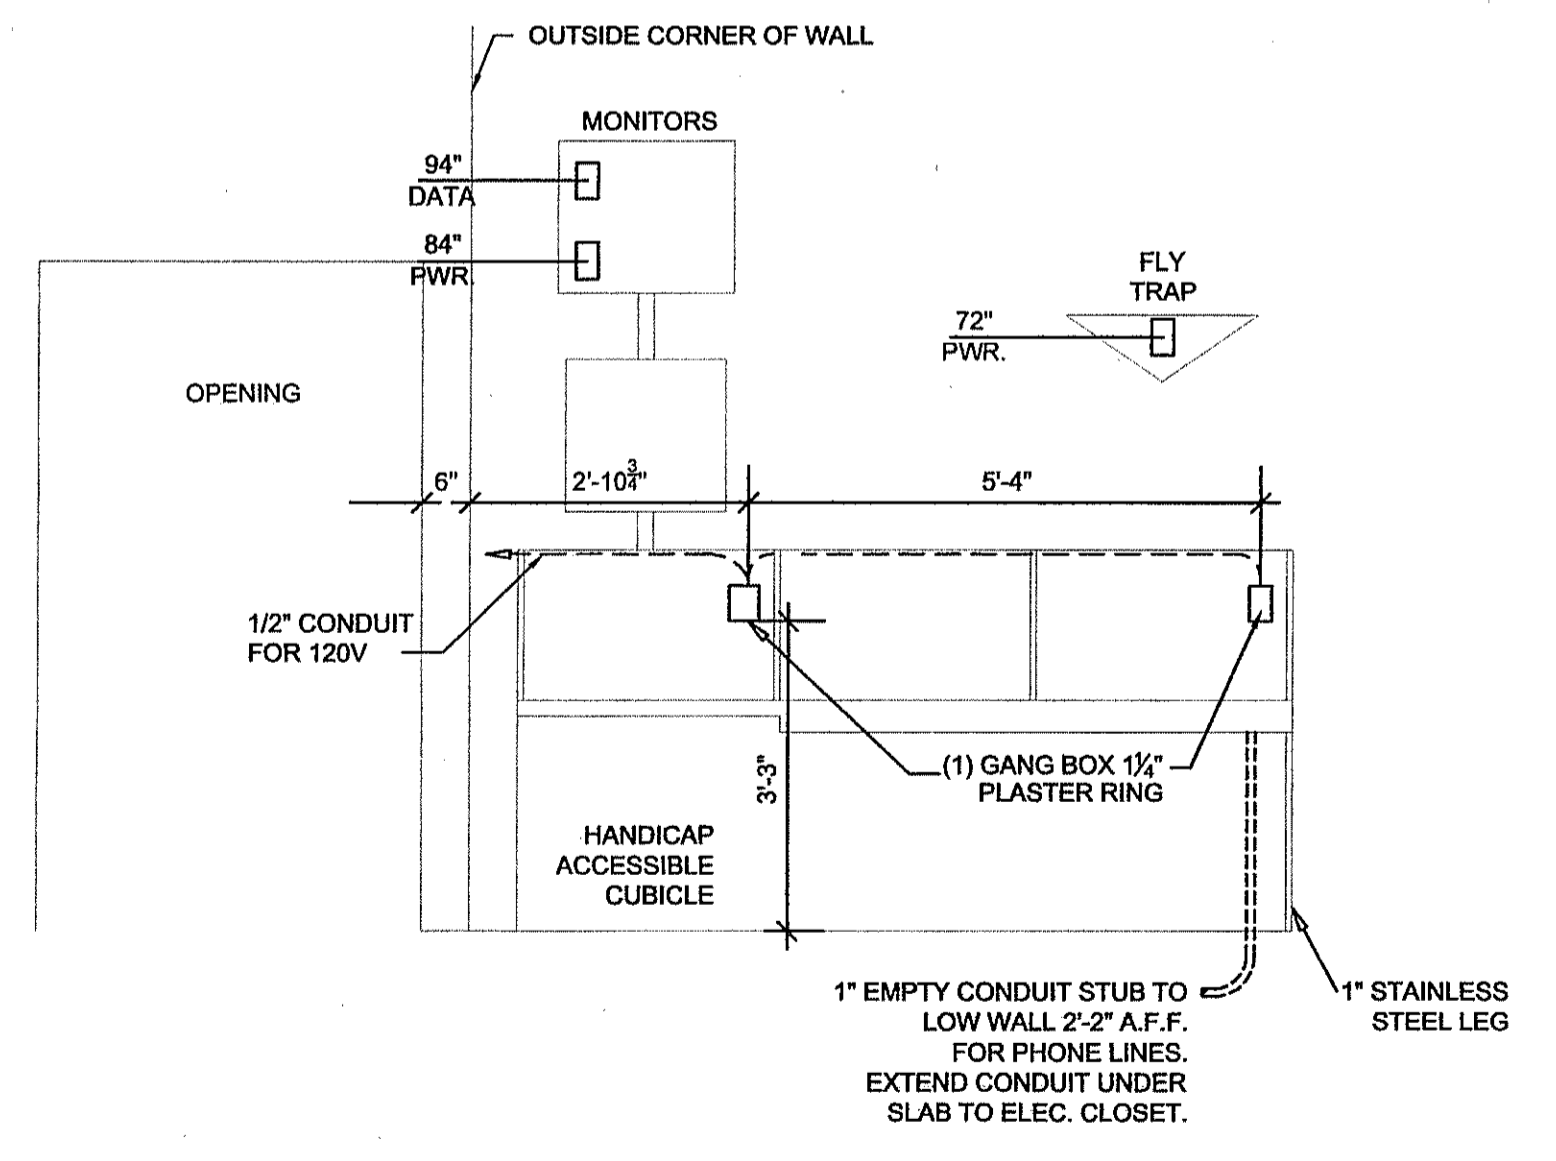 OUTSIDE CORNER OF WALL
MONITORS
94"
DATA
84"
PWR.
FLY
TRAP
72"
PWR.
OPENING
6"
2'-10¾"
5'-4"
1/2" CONDUIT
FOR 120V
(1) GANG BOX 1¼"
PLASTER RING
3'-3"
HANDICAP
ACCESSIBLE
CUBICLE
1" EMPTY CONDUIT STUB TO
LOW WALL 2'-2" A.F.F.
FOR PHONE LINES.
EXTEND CONDUIT UNDER
SLAB TO ELEC. CLOSET.
1" STAINLESS
STEEL LEG